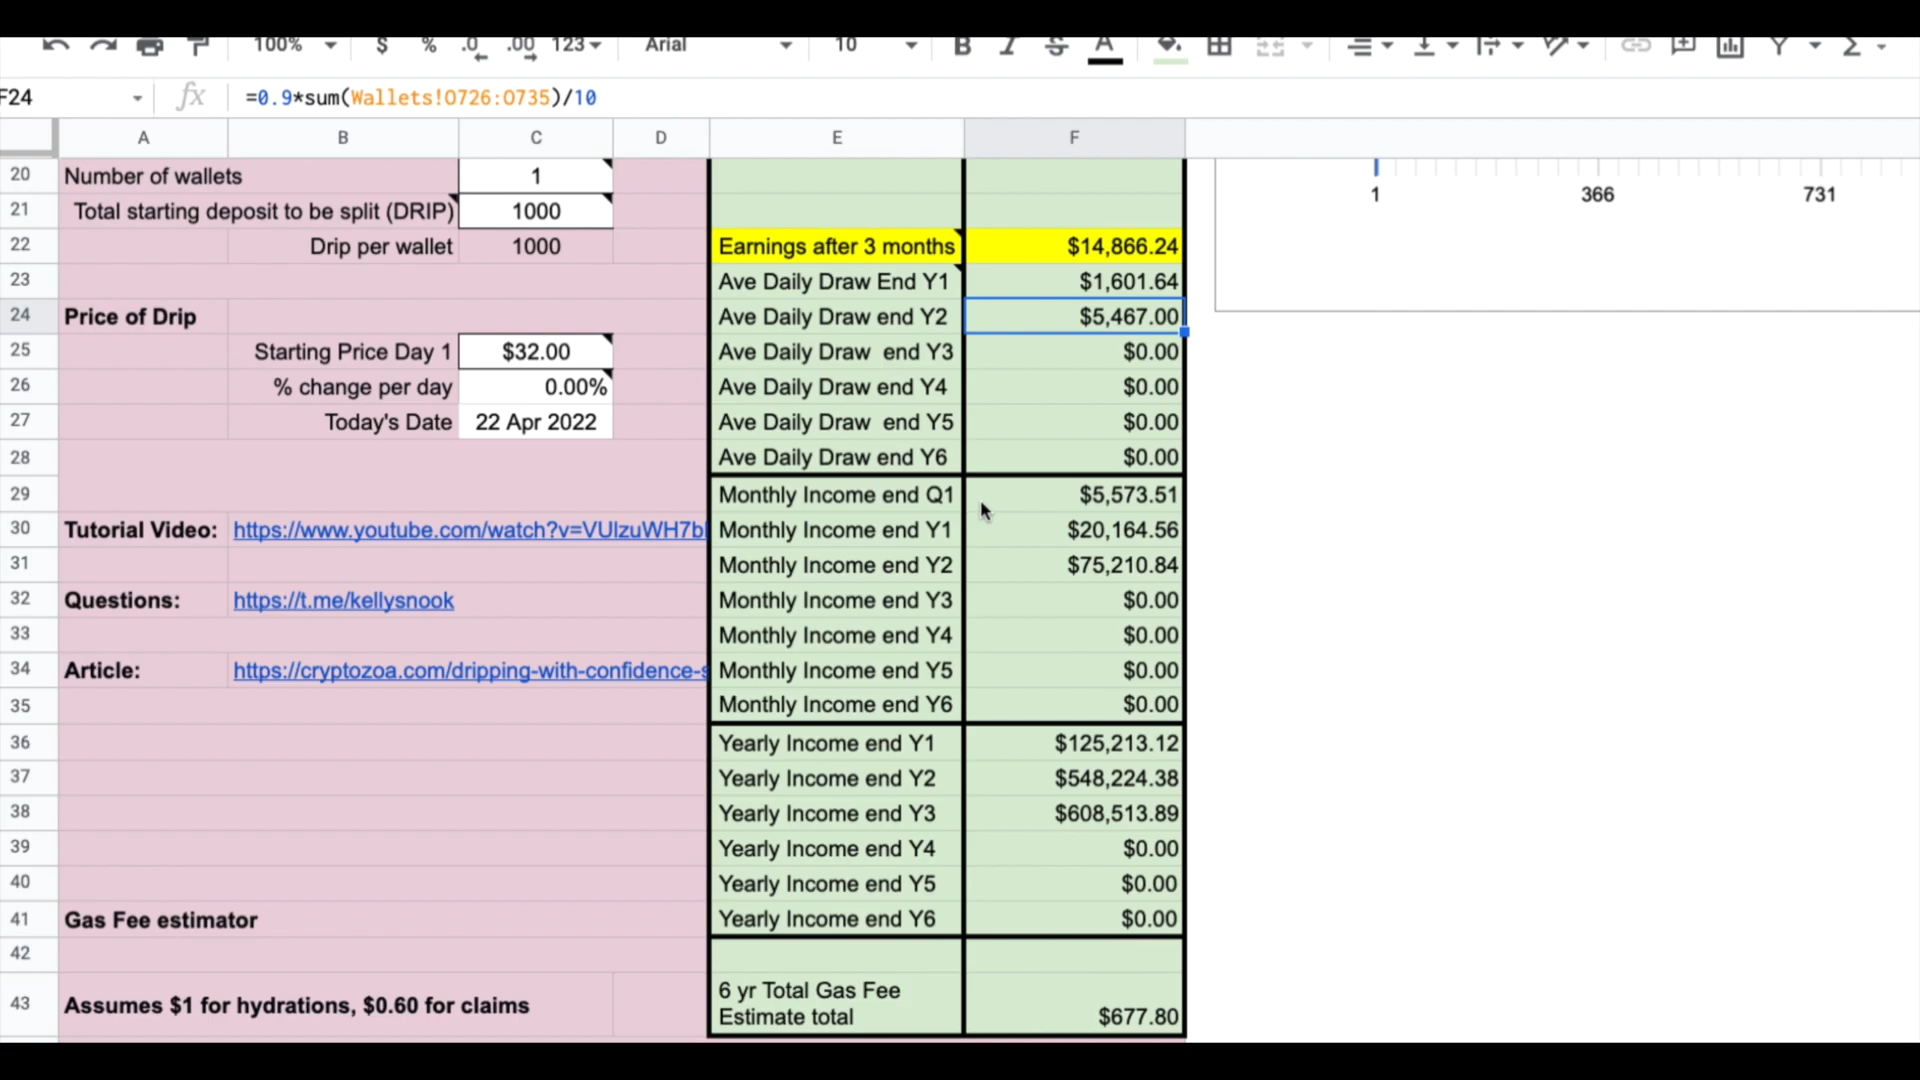 100% $ % .0 .00 123 Arial 10 B I S A
F24 fx =0.9*sum(Wallets!O726:O735)/10
A B C D E F
20 Number of wallets 1
1 366 731
21 Total starting deposit to be split (DRIP) 1000
22 Drip per wallet 1000 Earnings after 3 months $14,866.24
23 Ave Daily Draw End Y1 $1,601.64
24 Price of Drip Ave Daily Draw end Y2 $5,467.00
25 Starting Price Day 1 $32.00 Ave Daily Draw end Y3 $0.00
26 % change per day 0.00% Ave Daily Draw end Y4 $0.00
27 Today's Date 22 Apr 2022 Ave Daily Draw end Y5 $0.00
28 Ave Daily Draw end Y6 $0.00
29 Monthly Income end Q1 $5,573.51
30 Tutorial Video: https://www.youtube.com/watch?v=VUlzuWH7b Monthly Income end Y1 $20,164.56
31 Monthly Income end Y2 $75,210.84
32 Questions: https://t.me/kellysnook Monthly Income end Y3 $0.00
33 Monthly Income end Y4 $0.00
34 Article: https://cryptozoa.com/dripping-with-confidence-s Monthly Income end Y5 $0.00
35 Monthly Income end Y6 $0.00
36 Yearly Income end Y1 $125,213.12
37 Yearly Income end Y2 $548,224.38
38 Yearly Income end Y3 $608,513.89
39 Yearly Income end Y4 $0.00
40 Yearly Income end Y5 $0.00
41 Gas Fee estimator Yearly Income end Y6 $0.00
42
43 Assumes $1 for hydrations, $0.60 for claims 6 yr Total Gas Fee
Estimate total $677.80